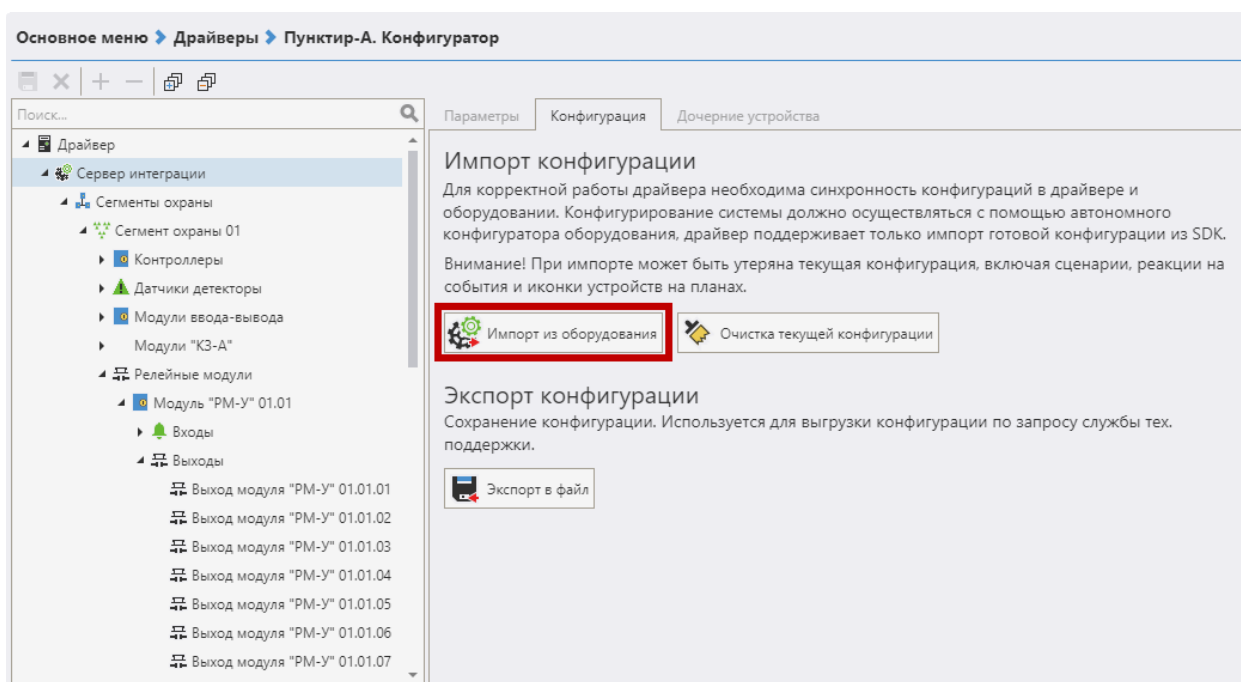 Основное меню Драйверы Пунктир-А. Конфигуратор
Поиск...
Драйвер
Сервер интеграции
Сегменты охраны
Сегмент охраны 01
Контроллеры
Датчики детекторы
Модули ввода-вывода
Модули "КЗ-А"
Релейные модули
Модуль "РМ-У" 01.01
Входы
Выходы
Выход модуля "РМ-У" 01.01.01
Выход модуля "РМ-У" 01.01.02
Выход модуля "РМ-У" 01.01.03
Выход модуля "РМ-У" 01.01.04
Выход модуля "РМ-У" 01.01.05
Выход модуля "РМ-У" 01.01.06
Выход модуля "РМ-У" 01.01.07
Параметры Конфигурация Дочерние устройства
Импорт конфигурации
Для корректной работы драйвера необходима синхронность конфигураций в драйвере и
оборудовании. Конфигурирование системы должно осуществляться с помощью автономного
конфигуратора оборудования, драйвер поддерживает только импорт готовой конфигурации из SDK.
Внимание! При импорте может быть утеряна текущая конфигурация, включая сценарии, реакции на
события и иконки устройств на планах.
Импорт из оборудования Очистка текущей конфигурации
Экспорт конфигурации
Сохранение конфигурации. Используется для выгрузки конфигурации по запросу службы тех.
поддержки.
Экспорт в файл